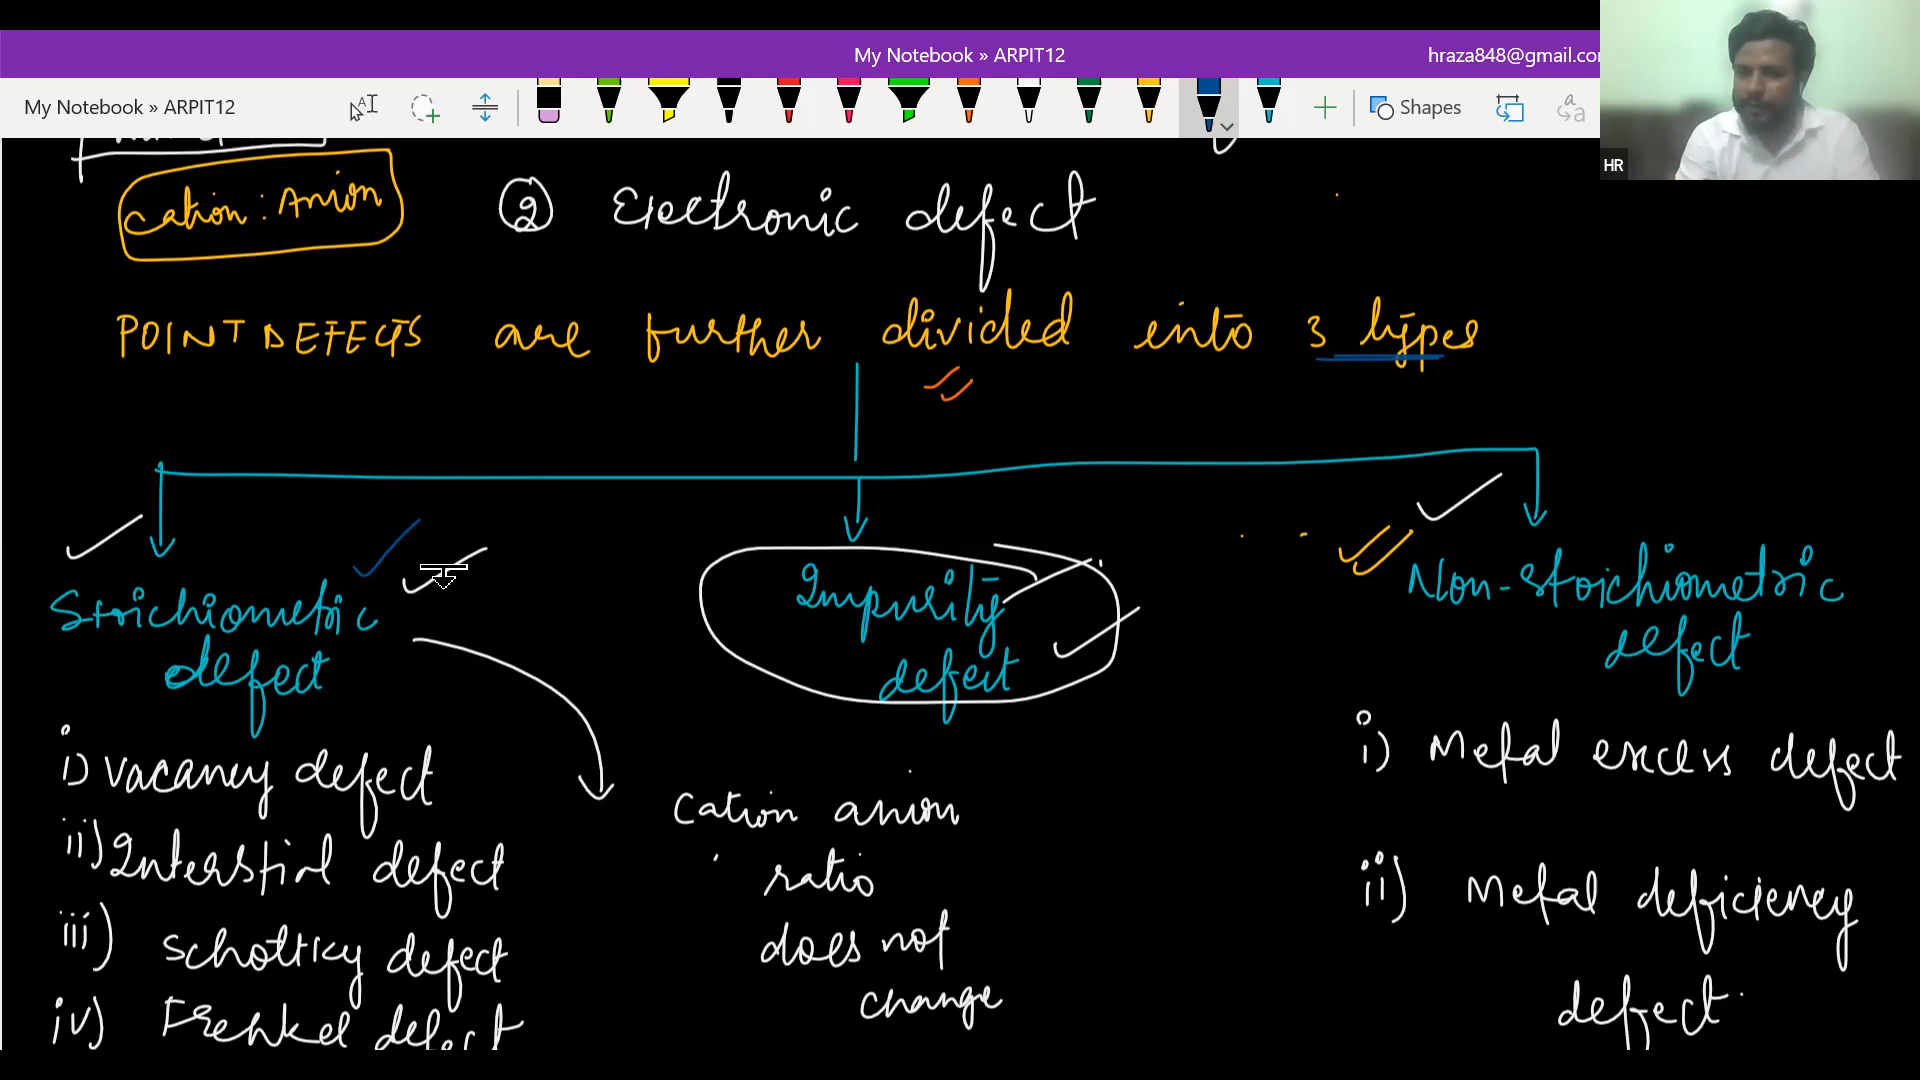 My Notebook » ARPIT12
hraza848@gmail.co
My Notebook » ARPIT12
Shapes
HR
Cation : Anion
② Electronic defect
POINT DEFECTS are further divided into 3 types
Stoichiometric defect
Impurity defect
Non-Stoichiometric defect
i) vacancy defect
ii) Interstial defect
iii) Schottky defect
iv) Frenkel defect
Cation anion
ratio
does not
change
i) Metal excess defect
ii) Metal deficiency
defect